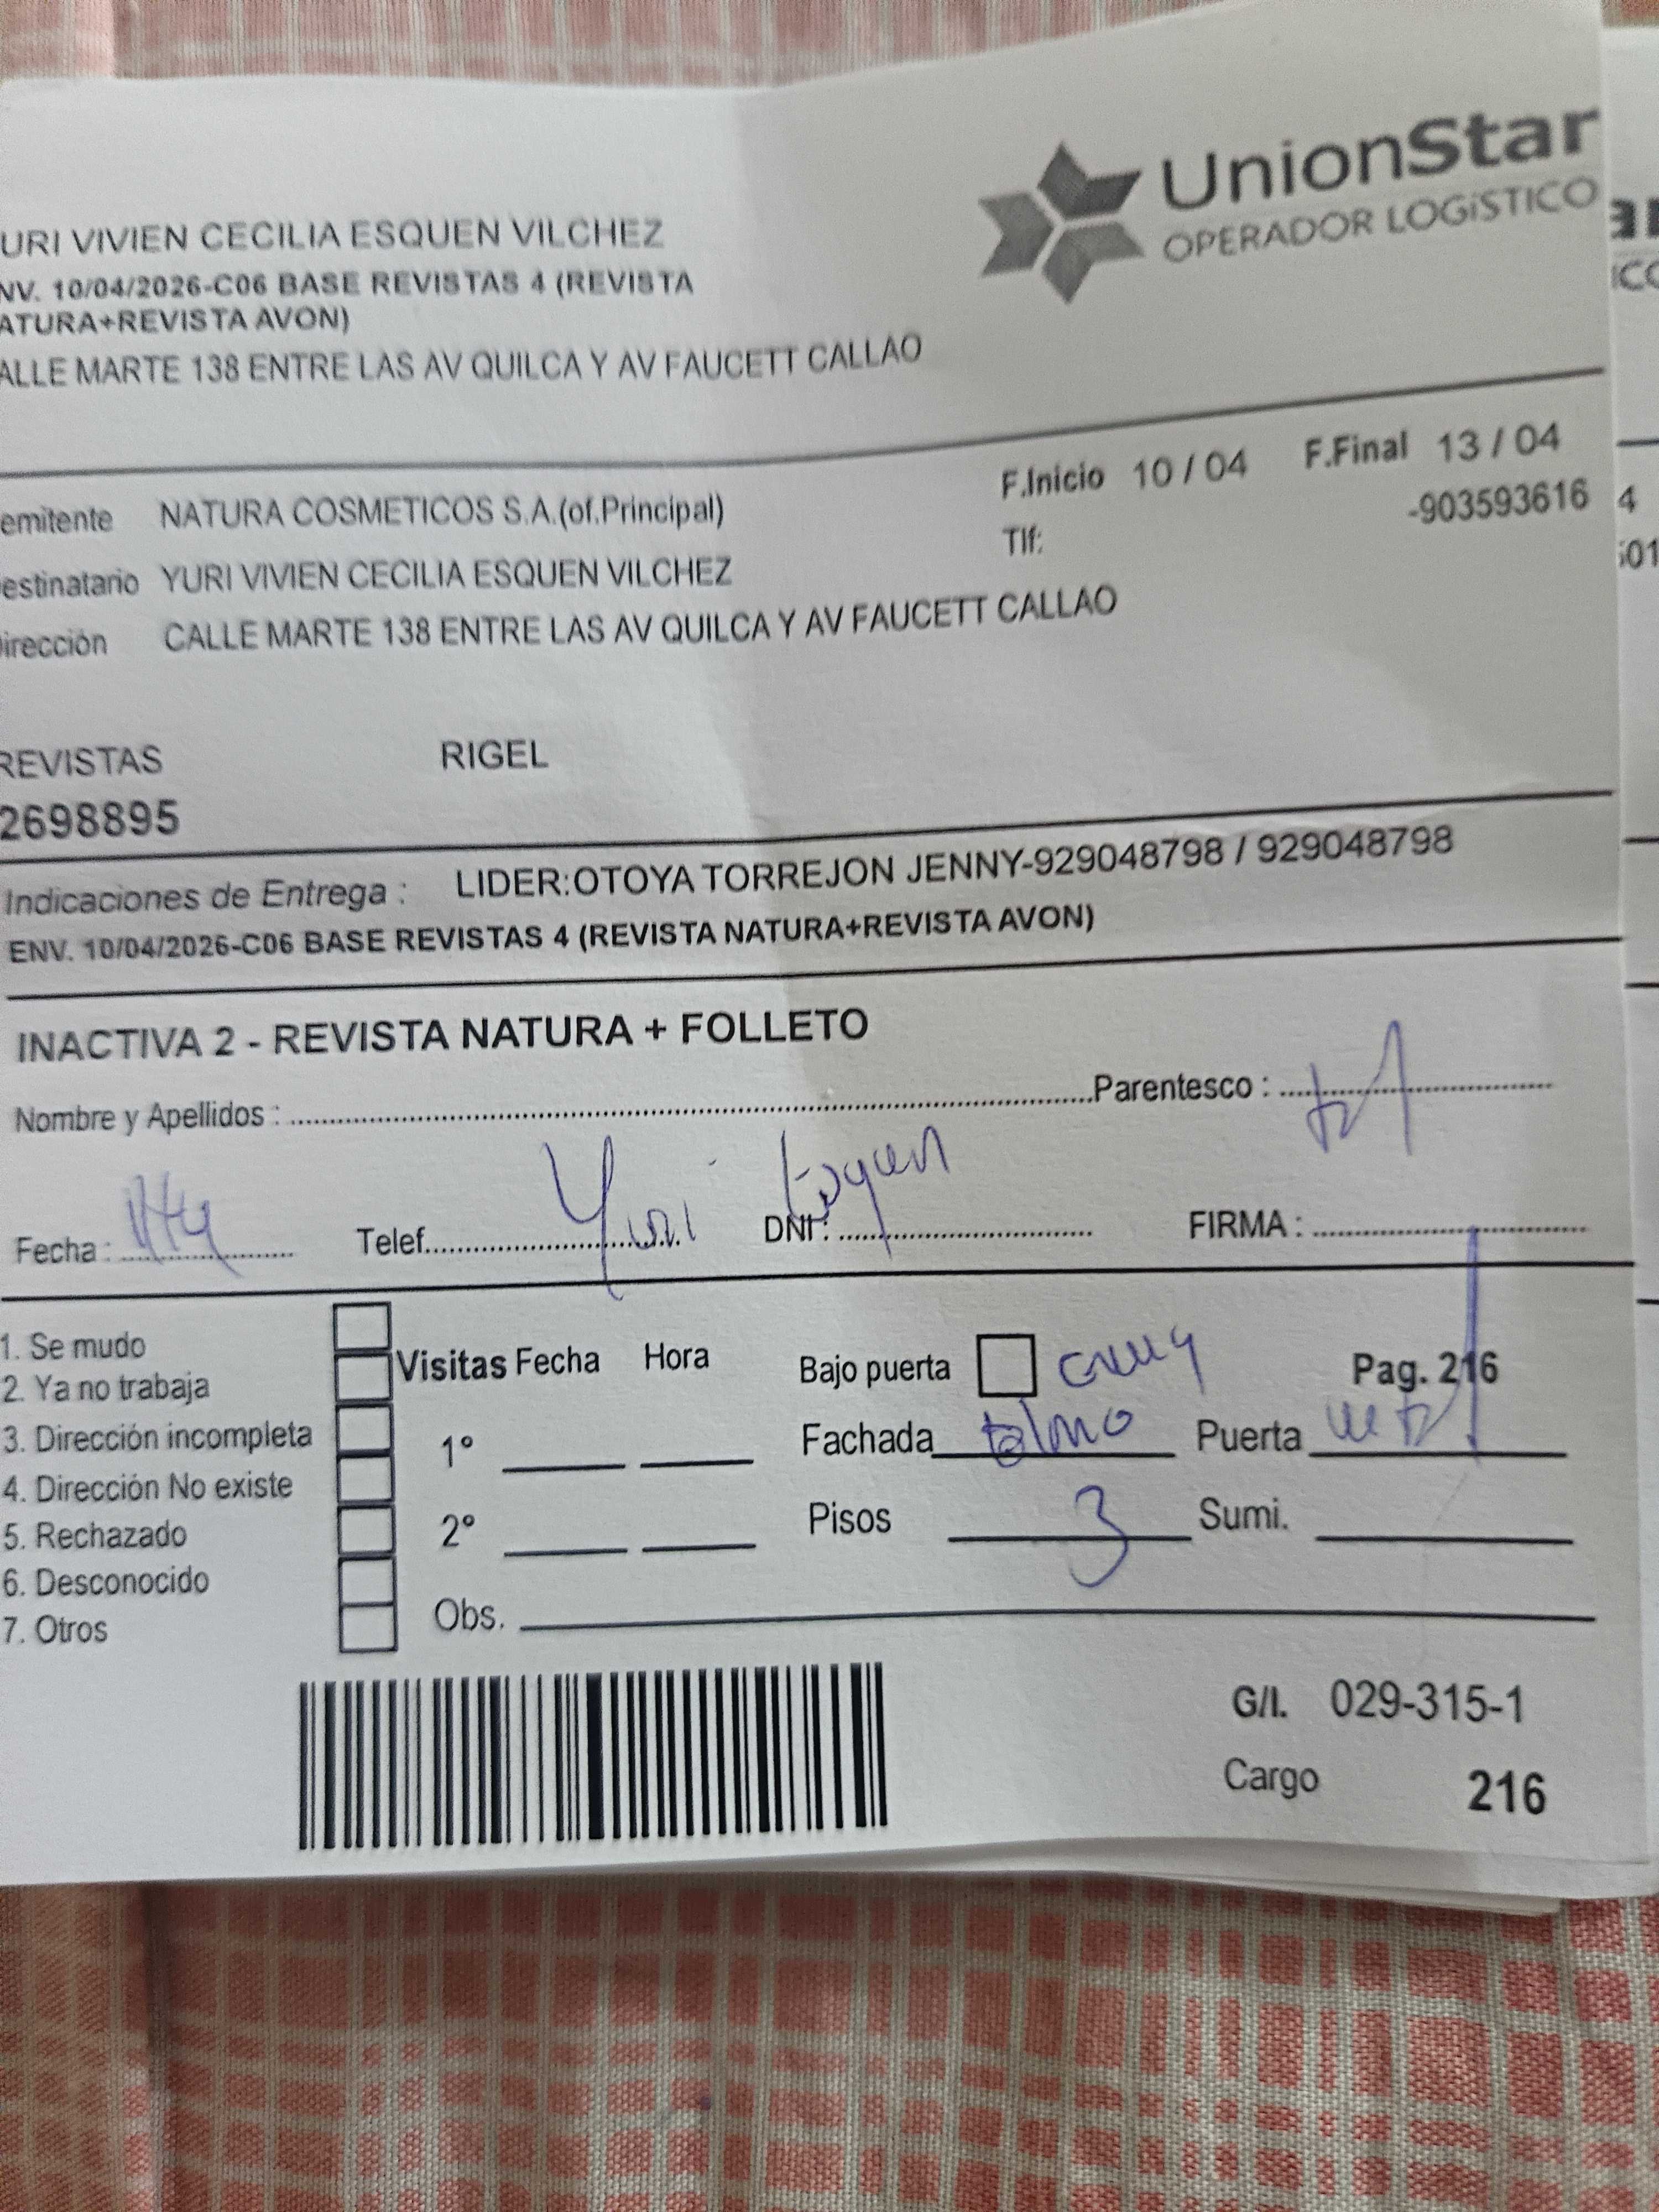 UnionStar
OPERADOR LOGíSTICO
URI VIVIEN CECILIA ESQUEN VILCHEZ
NV. 10/04/2026-C06 BASE REVISTAS 4 (REVISTA
ATURA+REVISTA AVON)
ALLE MARTE 138 ENTRE LAS AV QUILCA Y AV FAUCETT CALLAO
F.Inicio 10 / 04 F.Final 13 / 04
emitente NATURA COSMETICOS S.A.(of.Principal)
Tlf: -903593616
estinatario YURI VIVIEN CECILIA ESQUEN VILCHEZ
irección CALLE MARTE 138 ENTRE LAS AV QUILCA Y AV FAUCETT CALLAO
REVISTAS RIGEL
2698895
Indicaciones de Entrega : LIDER:OTOYA TORREJON JENNY-929048798 / 929048798
ENV. 10/04/2026-C06 BASE REVISTAS 4 (REVISTA NATURA+REVISTA AVON)
INACTIVA 2 - REVISTA NATURA + FOLLETO
Nombre y Apellidos : Parentesco :
Yuri Esquen
Fecha : Telef. DNI: FIRMA :
1. Se mudo
2. Ya no trabaja
3. Dirección incompleta
4. Dirección No existe
5. Rechazado
6. Desconocido
7. Otros
Visitas Fecha Hora
1°
2°
Obs.
Bajo puerta Pag. 216
Fachada Puerta
Pisos 3 Sumi.
G/I. 029-315-1
Cargo 216